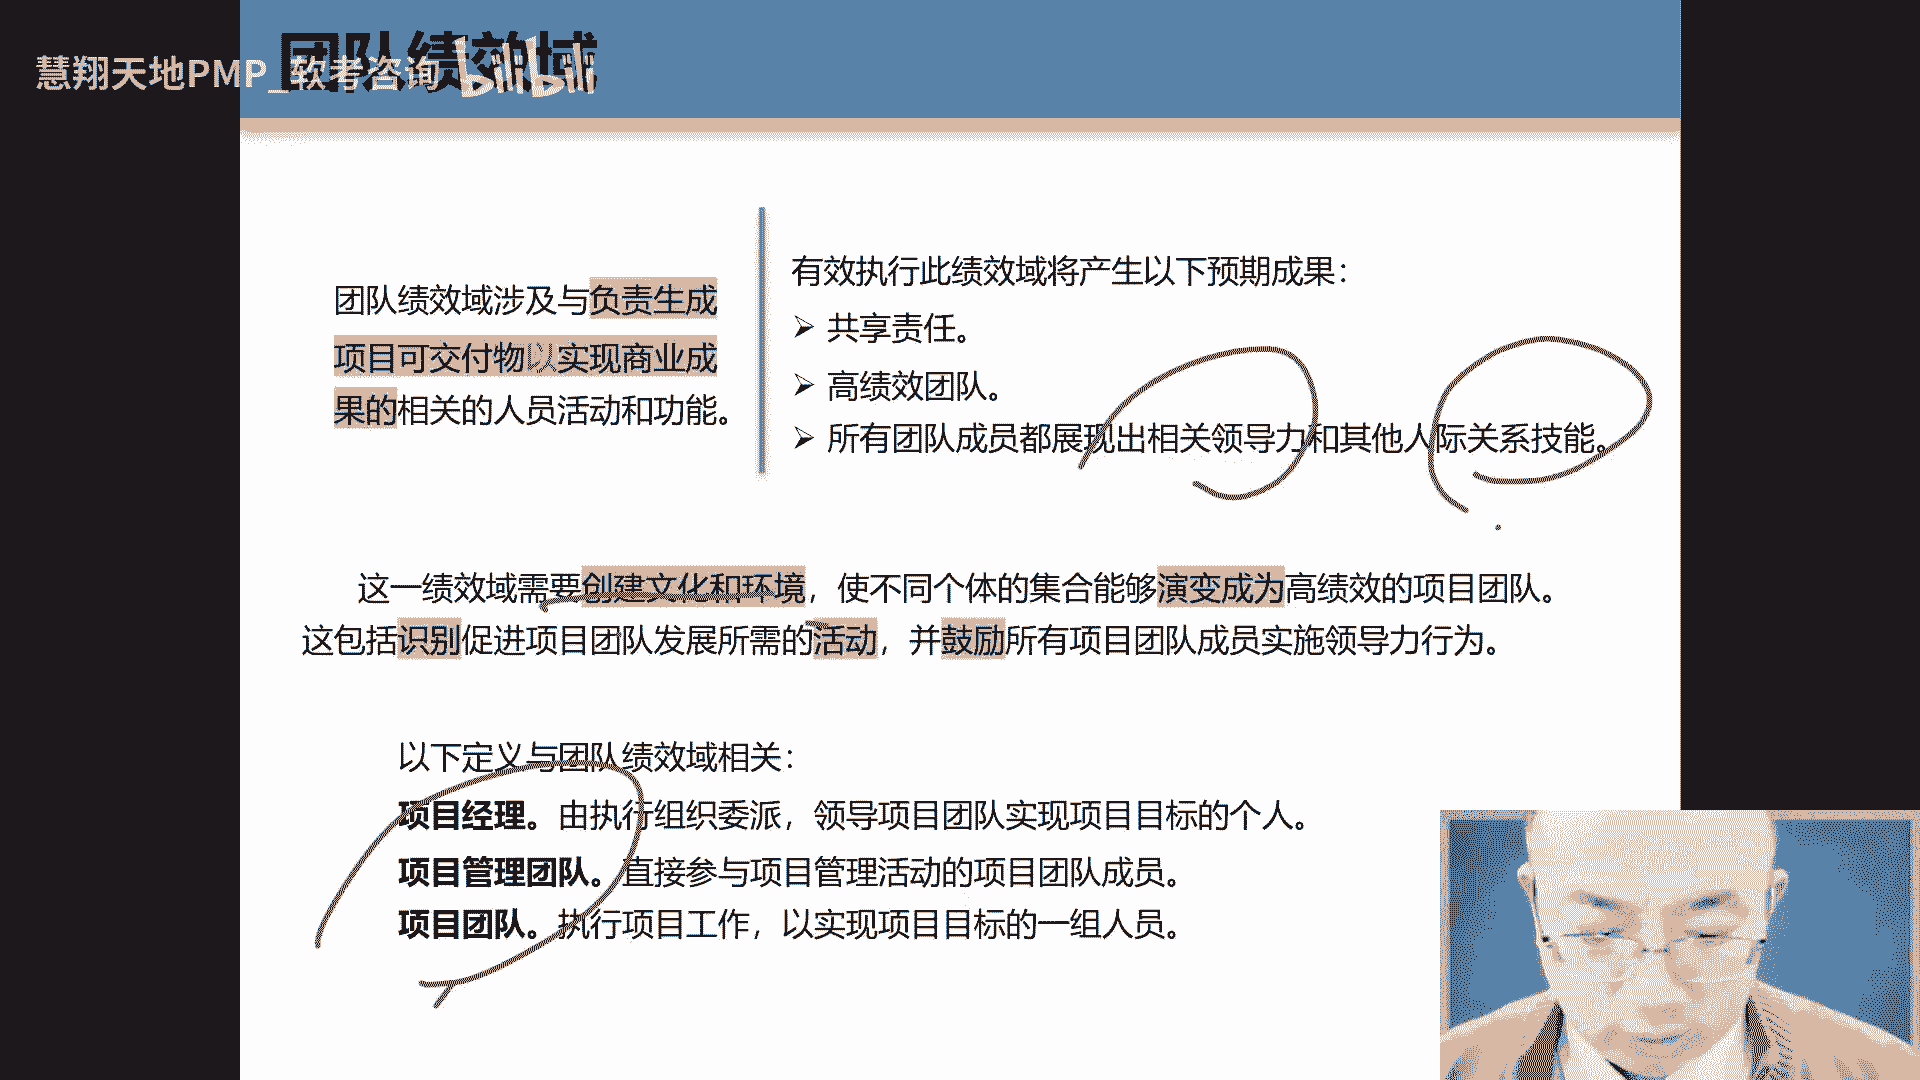 团队绩效域
慧翔天地PMP_软考咨询
bilibili
团队绩效域涉及与负责生成
项目可交付物以实现商业成
果的相关的人员活动和功能。
有效执行此绩效域将产生以下预期成果：
➢ 共享责任。
➢ 高绩效团队。
➢ 所有团队成员都展现出相关领导力和其他人际关系技能。
这一绩效域需要创建文化和环境，使不同个体的集合能够演变成为高绩效的项目团队。
这包括识别促进项目团队发展所需的活动，并鼓励所有项目团队成员实施领导力行为。
以下定义与团队绩效域相关：
项目经理。由执行组织委派，领导项目团队实现项目目标的个人。
项目管理团队。直接参与项目管理活动的项目团队成员。
项目团队。执行项目工作，以实现项目目标的一组人员。